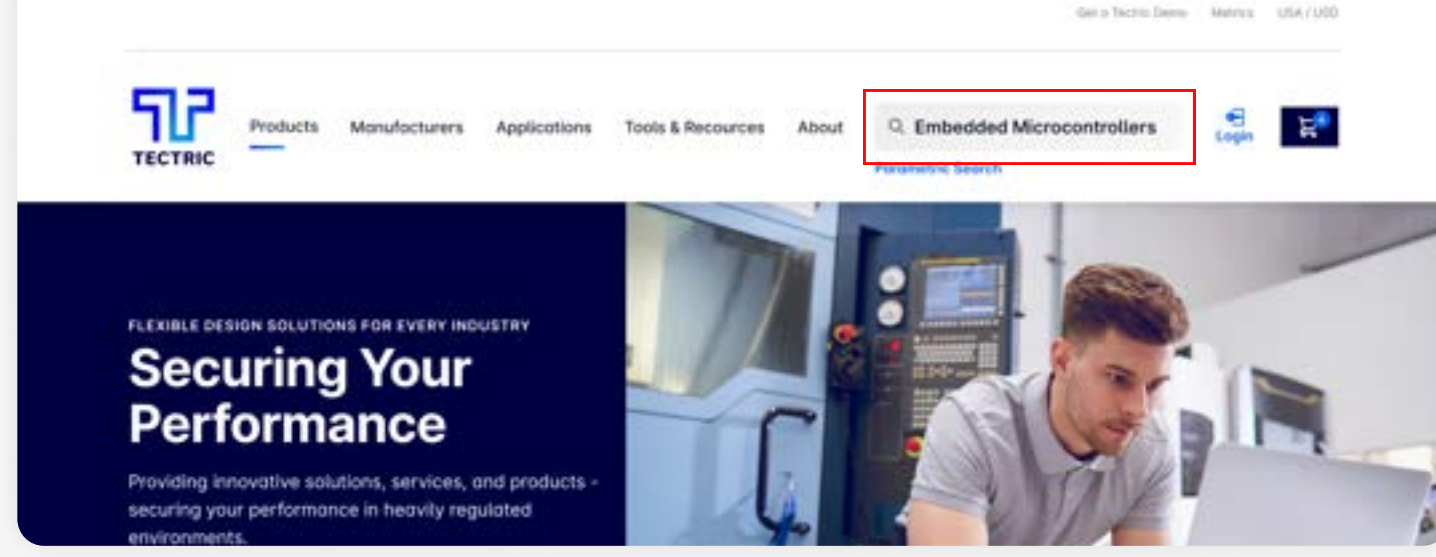 Get a Tectric Demo Metrics USA / USD
TECTRIC
Products Manufacturers Applications Tools & Recources About Embedded Microcontrollers Login
Parametric Search
FLEXIBLE DESIGN SOLUTIONS FOR EVERY INDUSTRY
Securing Your
Performance
Providing innovative solutions, services, and products -
securing your performance in heavily regulated
environments.